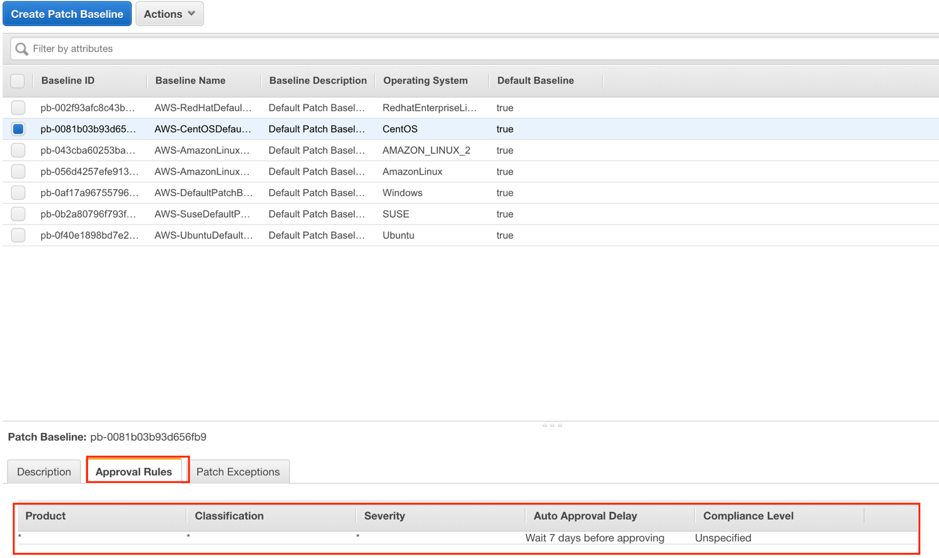 Create Patch Baseline Actions
Filter by attributes
Baseline ID Baseline Name Baseline Description Operating System Default Baseline
pb-002f93afc8c43b... AWS-RedHatDefaul... Default Patch Basel... RedhatEnterpriseLi... true
pb-0081b03b93d65... AWS-CentOSDefau... Default Patch Basel... CentOS true
pb-043cba60253ba... AWS-AmazonLinux... Default Patch Basel... AMAZON_LINUX_2 true
pb-056d4257efe913... AWS-AmazonLinux... Default Patch Basel... AmazonLinux true
pb-0af17a96755796... AWS-DefaultPatchB... Default Patch Basel... Windows true
pb-0b2a80796f793f... AWS-SuseDefaultP... Default Patch Basel... SUSE true
pb-0f40e1898bd7e2... AWS-UbuntuDefault... Default Patch Basel... Ubuntu true
Patch Baseline: pb-0081b03b93d656fb9
Description Approval Rules Patch Exceptions
Product Classification Severity Auto Approval Delay Compliance Level
* * * Wait 7 days before approving Unspecified